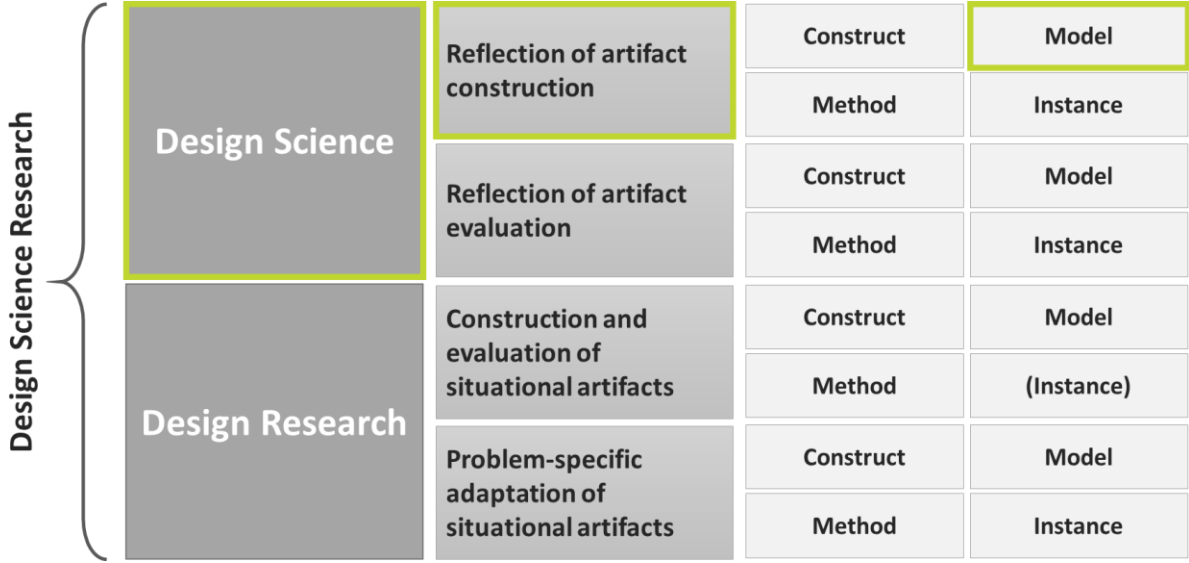 Design Science Research
Design Science
Reflection of artifact
construction
Construct
Model
Method
Instance
Reflection of artifact
evaluation
Construct
Model
Method
Instance
Design Research
Construction and
evaluation of
situational artifacts
Construct
Model
Method
(Instance)
Problem-specific
adaptation of
situational artifacts
Construct
Model
Method
Instance